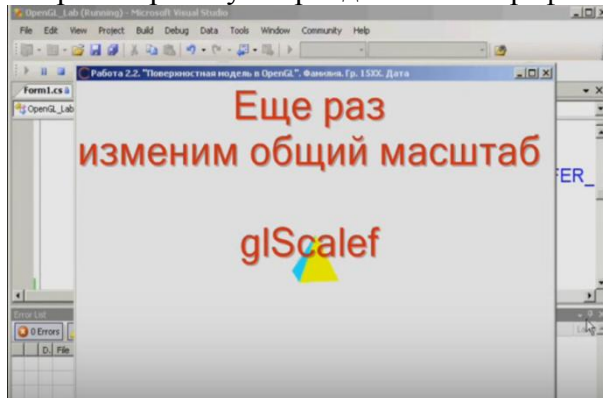 OpenGL_Lab (Running) - Microsoft Visual Studio
File Edit View Project Build Debug Data Tools Window Community Help
Работа 2.2. "Поверхностная модель в OpenGL". Фамилия. Гр. 15XX. Дата
Form1.cs
OpenGL_Lab
Еще раз
изменим общий масштаб
FER_
glScalef
Error List
0 Errors
D. File